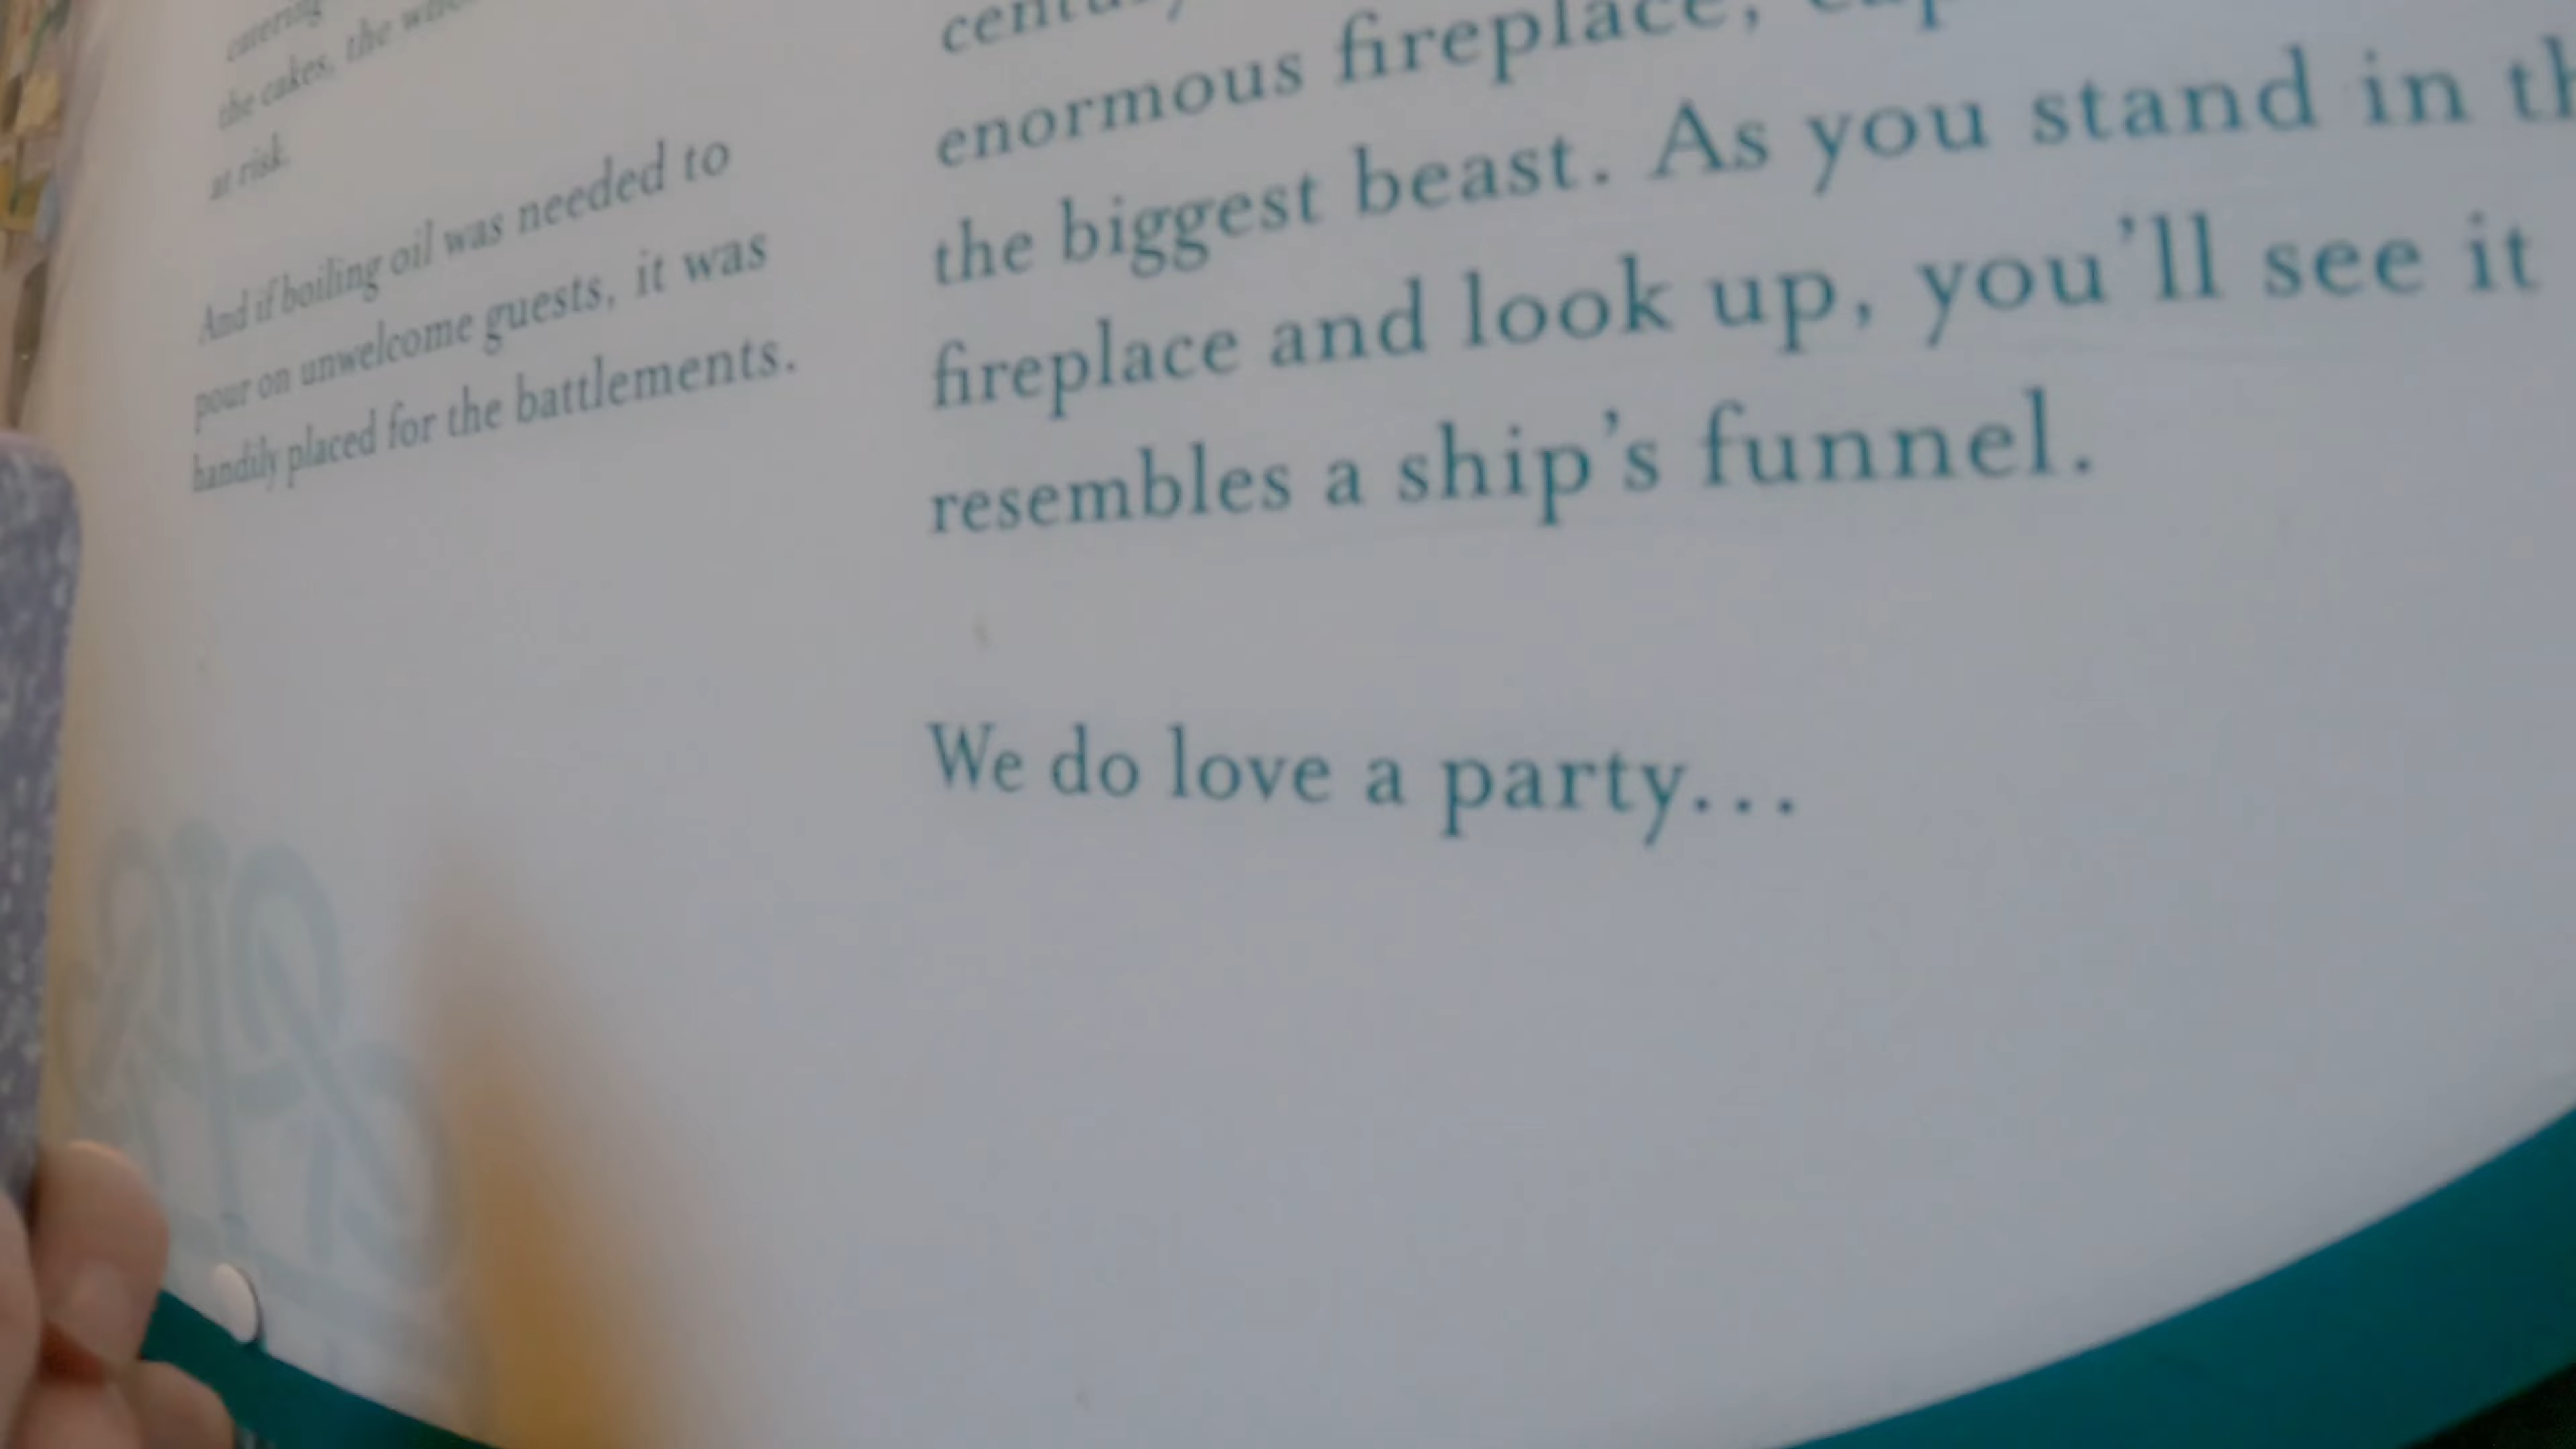 catering
the cakes, the
at risk.
And if boiling oil was needed to
pour on unwelcome guests, it was
handily placed for the battlements.
enormous fireplace,
the biggest beast. As you stand in
fireplace and look up, you’ll see it
resembles a ship’s funnel.
We do love a party...